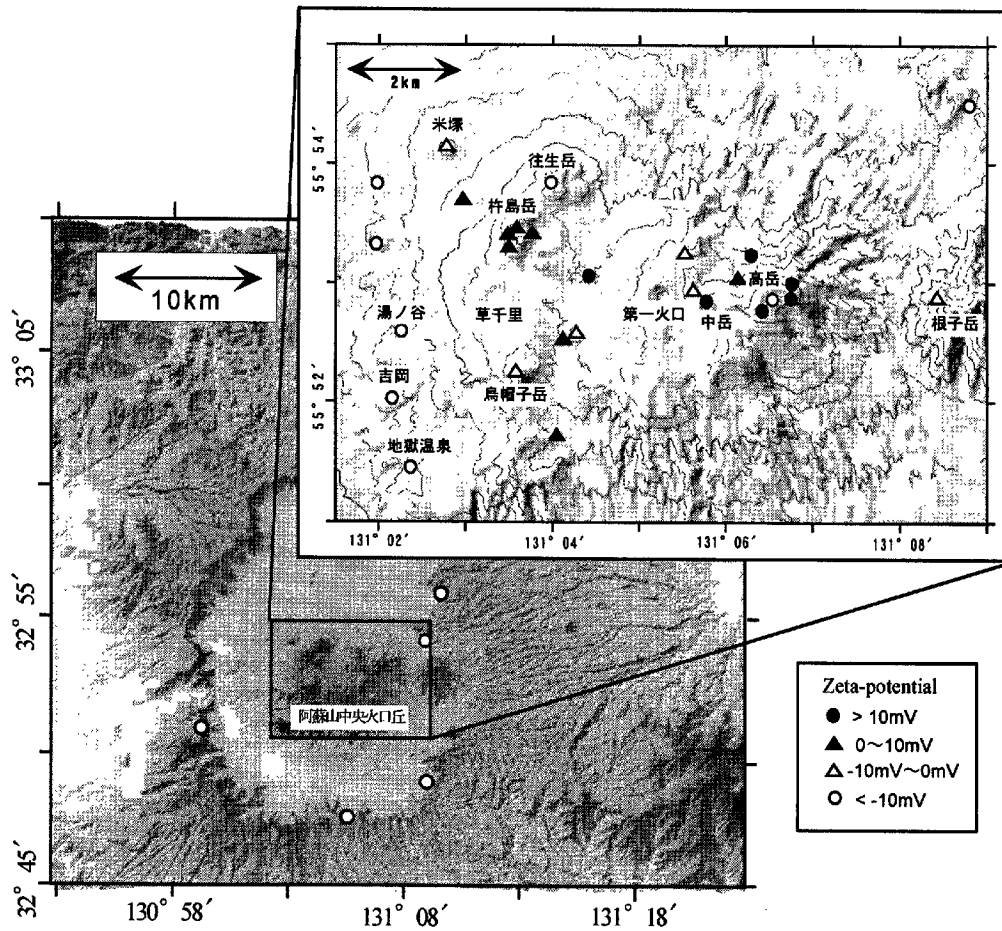 2km
米塚
往生岳
杵島岳
高岳
草千里
第一火口
中岳
根子岳
烏帽子岳
55° 54′
55° 52′
131° 02′
131° 04′
131° 06′
131° 08′
10km
湯ノ谷
吉岡
地獄温泉
阿蘇山中央火口丘
33° 05′
32° 55′
32° 45′
130° 58′
131° 08′
131° 18′
Zeta-potential
> 10mV
0～10mV
-10mV～0mV
< -10mV